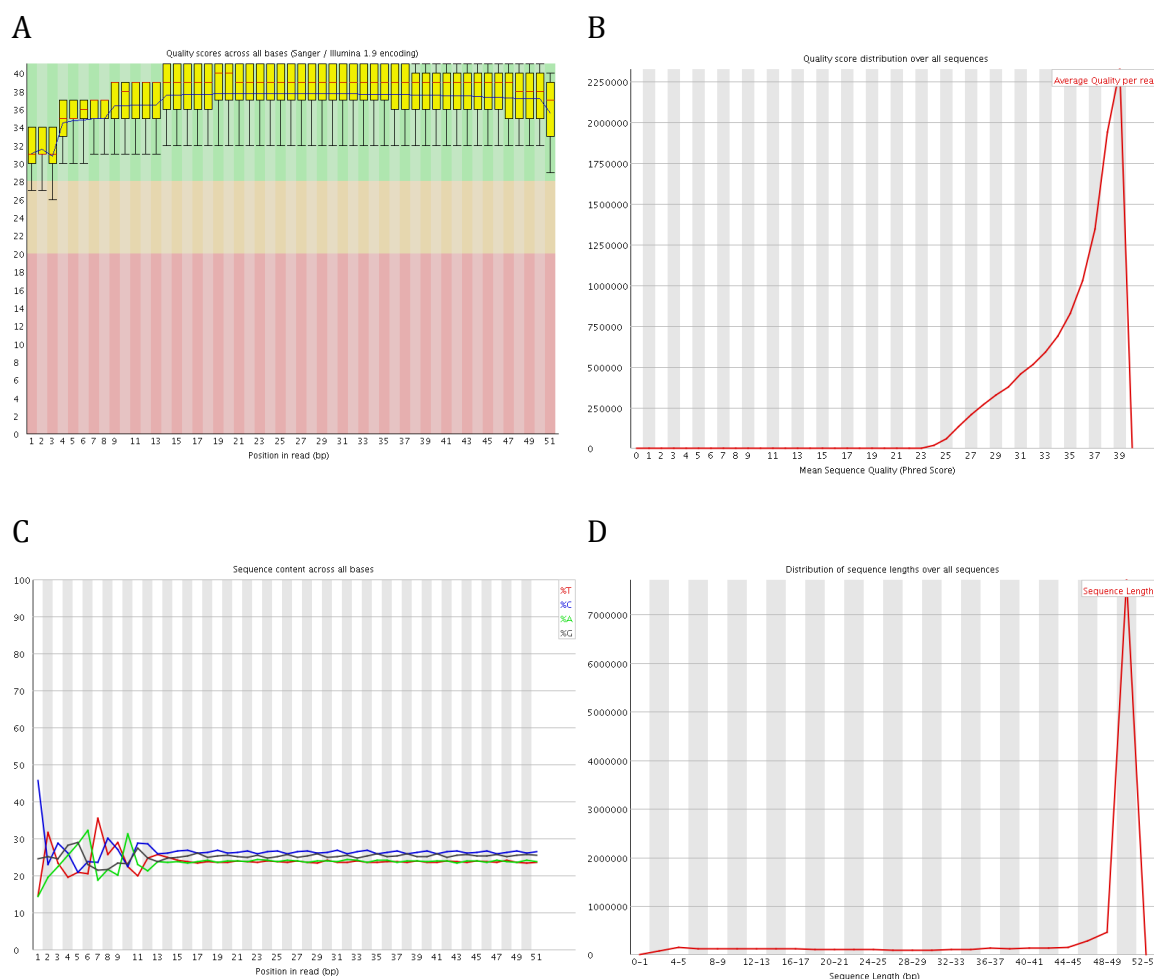 A
Quality scores across all bases (Sanger / Illumina 1.9 encoding)
40
38
36
34
32
30
28
26
24
22
20
18
16
14
12
10
8
6
4
2
0
1 2 3 4 5 6 7 8 9 11 13 15 17 19 21 23 25 27 29 31 33 35 37 39 41 43 45 47 49 51
Position in read (bp)
B
Quality score distribution over all sequences
Average Quality per rea
2250000
2000000
1750000
1500000
1250000
1000000
750000
500000
250000
0
0 1 2 3 4 5 6 7 8 9 11 13 15 17 19 21 23 25 27 29 31 33 35 37 39
Mean Sequence Quality (Phred Score)
C
Sequence content across all bases
%T
%C
%A
%G
100
90
80
70
60
50
40
30
20
10
0
1 2 3 4 5 6 7 8 9 11 13 15 17 19 21 23 25 27 29 31 33 35 37 39 41 43 45 47 49 51
Position in read (bp)
D
Distribution of sequence lengths over all sequences
Sequence Length
7000000
6000000
5000000
4000000
3000000
2000000
1000000
0
0-1 4-5 8-9 12-13 16-17 20-21 24-25 28-29 32-33 36-37 40-41 44-45 48-49 52-5
Sequence Length (bp)